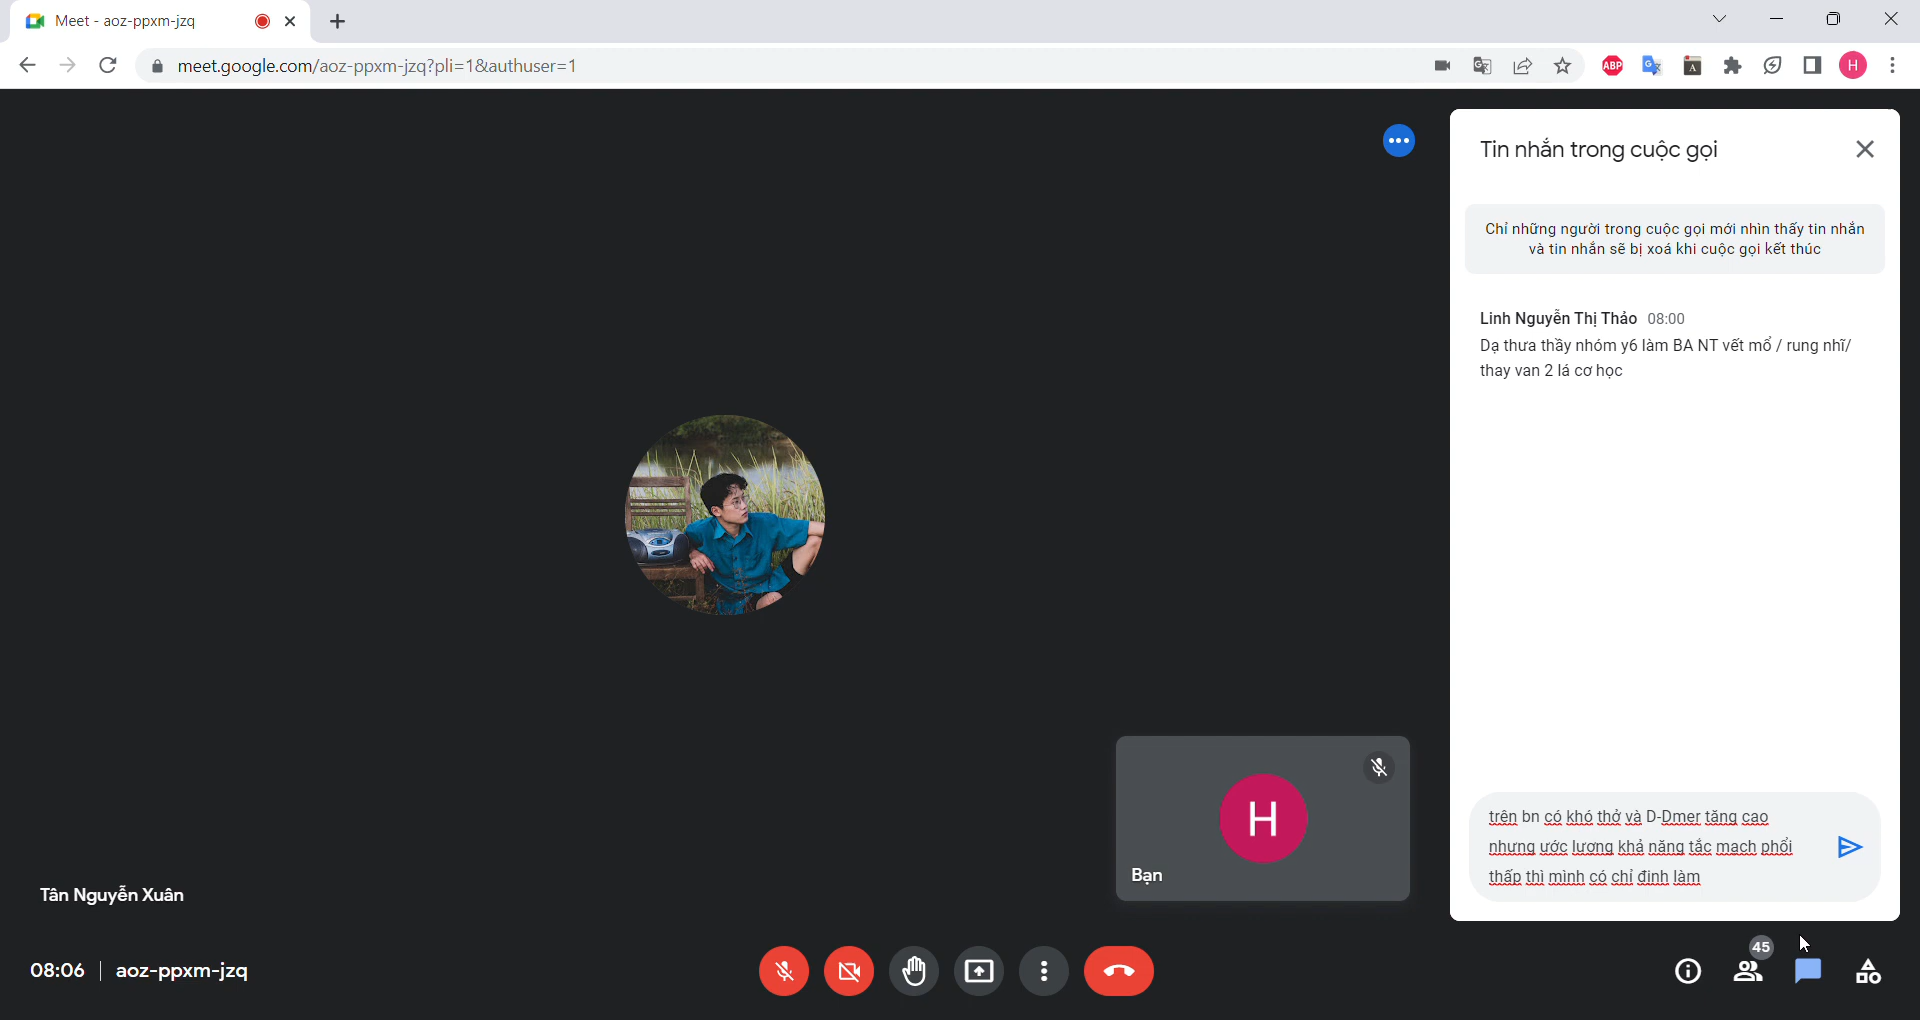 Meet - aoz-ppxm-jzq
meet.google.com/aoz-ppxm-jzq?pli=1&authuser=1
ABP
A
H
Tin nhắn trong cuộc gọi
Chỉ những người trong cuộc gọi mới nhìn thấy tin nhắn
và tin nhắn sẽ bị xoá khi cuộc gọi kết thúc
Linh Nguyễn Thị Thảo 08:00
Dạ thưa thầy nhóm y6 làm BA NT vết mổ / rung nhĩ/
thay van 2 lá cơ học
H
Bạn
trên bn có khó thở và D-Dmer tăng cao
nhưng ước lượng khả năng tắc mạch phổi
thấp thì mình có chỉ định làm
Tân Nguyễn Xuân
08:06 | aoz-ppxm-jzq
45